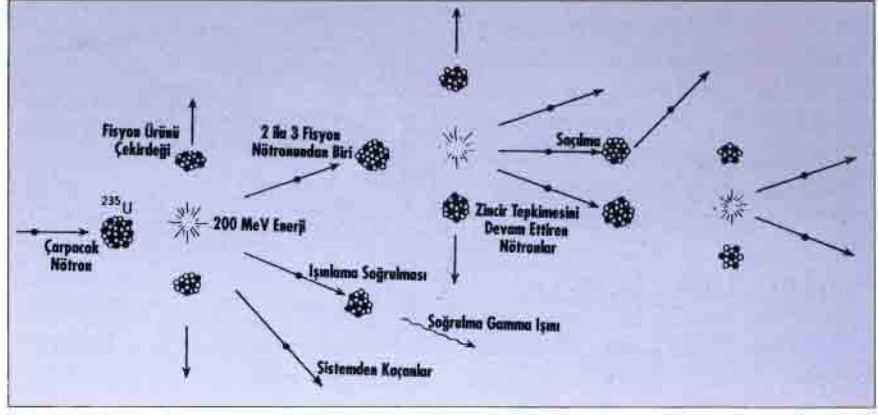 Fisyon Ürünü
Çekirdeği
2 ila 3 Fisyon
Nötronundan Biri
Saçılma
²³⁵U
200 MeV Enerji
Zincir Tepkimesini
Devam Ettiren
Nötronlar
Çarpacak
Nötron
Işınlama Soğrulması
Soğrulma Gamma Işını
Sistemden Kaçanlar